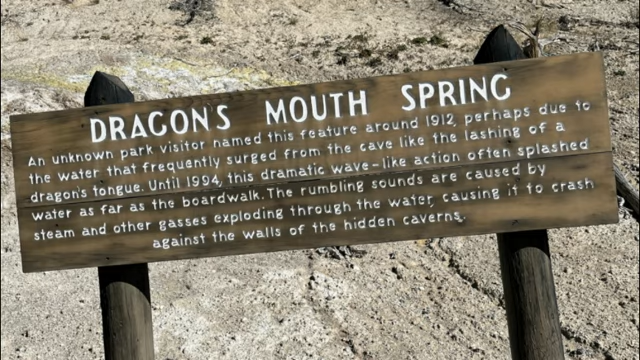 DRAGON'S MOUTH SPRING
An unknown park visitor named this feature around 1912, perhaps due to
the water that frequently surged from the cave like the lashing of a
dragon's tongue. Until 1994, this dramatic wave-like action often splashed
water as far as the boardwalk. The rumbling sounds are caused by
steam and other gasses exploding through the water, causing it to crash
against the walls of the hidden caverns.